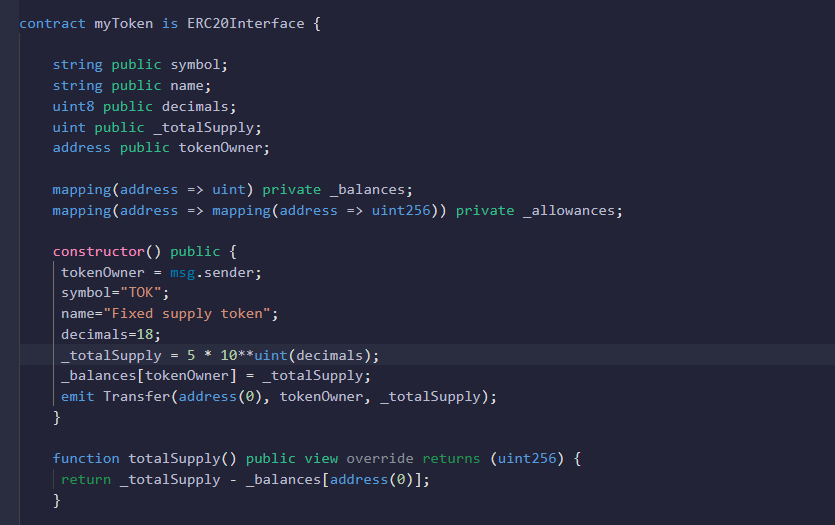 contract myToken is ERC20Interface {
string public symbol;
string public name;
uint8 public decimals;
uint public _totalSupply;
address public tokenOwner;
mapping(address => uint) private _balances;
mapping(address => mapping(address => uint256)) private _allowances;
constructor() public {
tokenOwner = msg.sender;
symbol="TOK";
name="Fixed supply token";
decimals=18;
_totalSupply = 5 * 10**uint(decimals);
_balances[tokenOwner] = _totalSupply;
emit Transfer(address(0), tokenOwner, _totalSupply);
}
function totalSupply() public view override returns (uint256) {
return _totalSupply - _balances[address(0)];
}